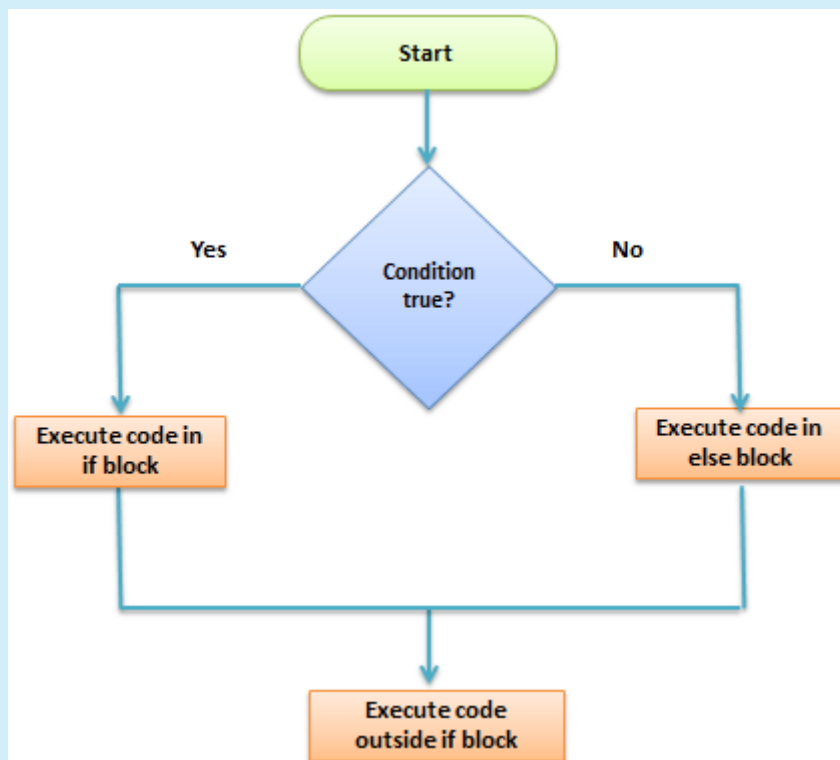 Start
Condition
true?
Yes
No
Execute code in
if block
Execute code in
else block
Execute code
outside if block